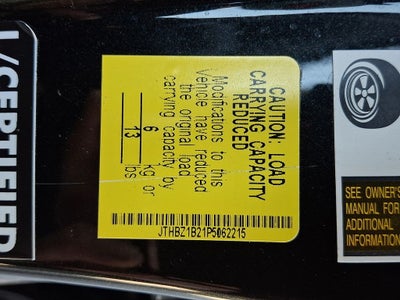 L/CERTIFIED
CAUTION: LOAD
CARRYING CAPACITY
REDUCED
Modifications to this
Vehicle have reduced
the original load
carrying capacity by
6 kg or
13 lbs
JTHBZ1B21P5062215
SEE OWNER'S
MANUAL FOR
ADDITIONAL
INFORMATION